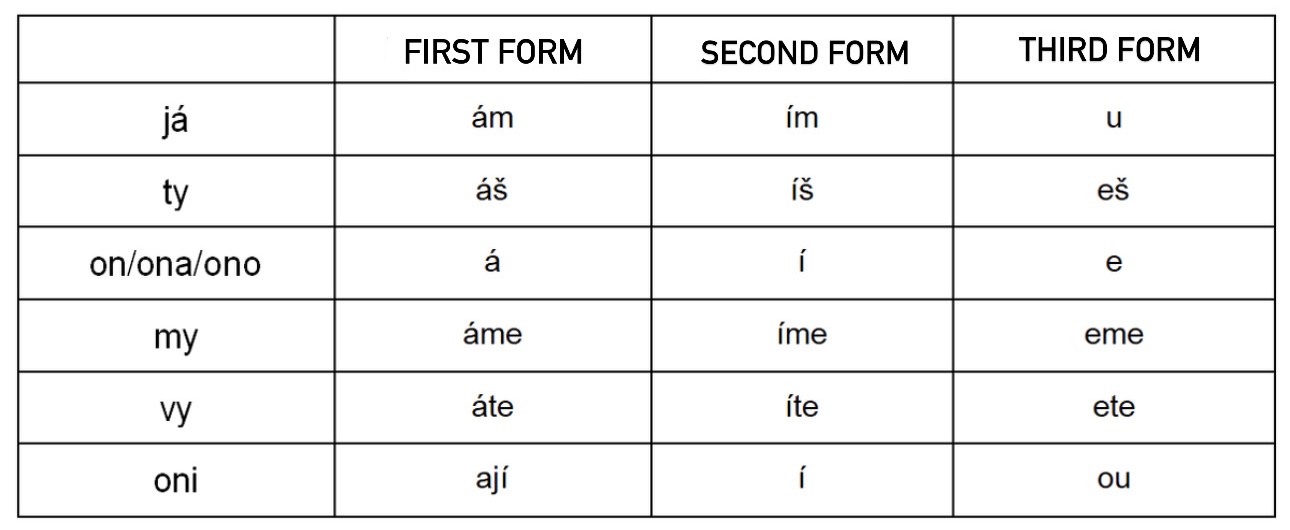 FIRST FORM SECOND FORM THIRD FORM
já ám ím u
ty áš íš eš
on/ona/ono á í e
my áme íme eme
vy áte íte ete
oni ají í ou